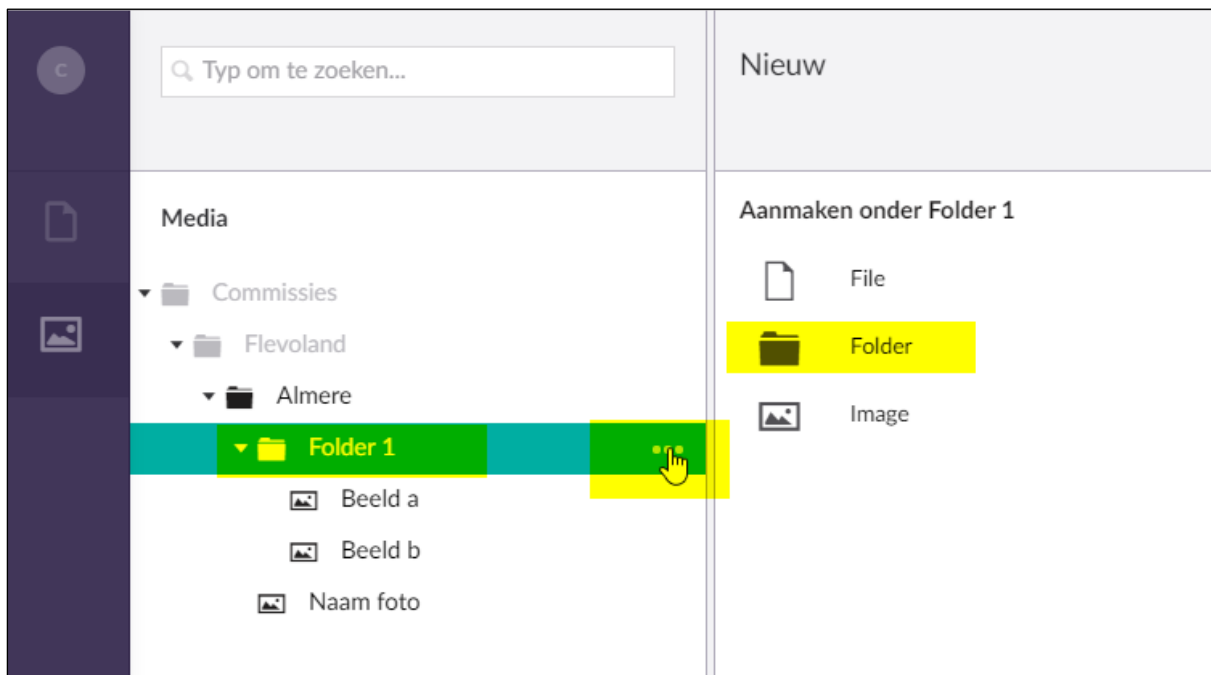 C
Typ om te zoeken...
Nieuw
Media
Commissies
Flevoland
Almere
Folder 1
Beeld a
Beeld b
Naam foto
Aanmaken onder Folder 1
File
Folder
Image